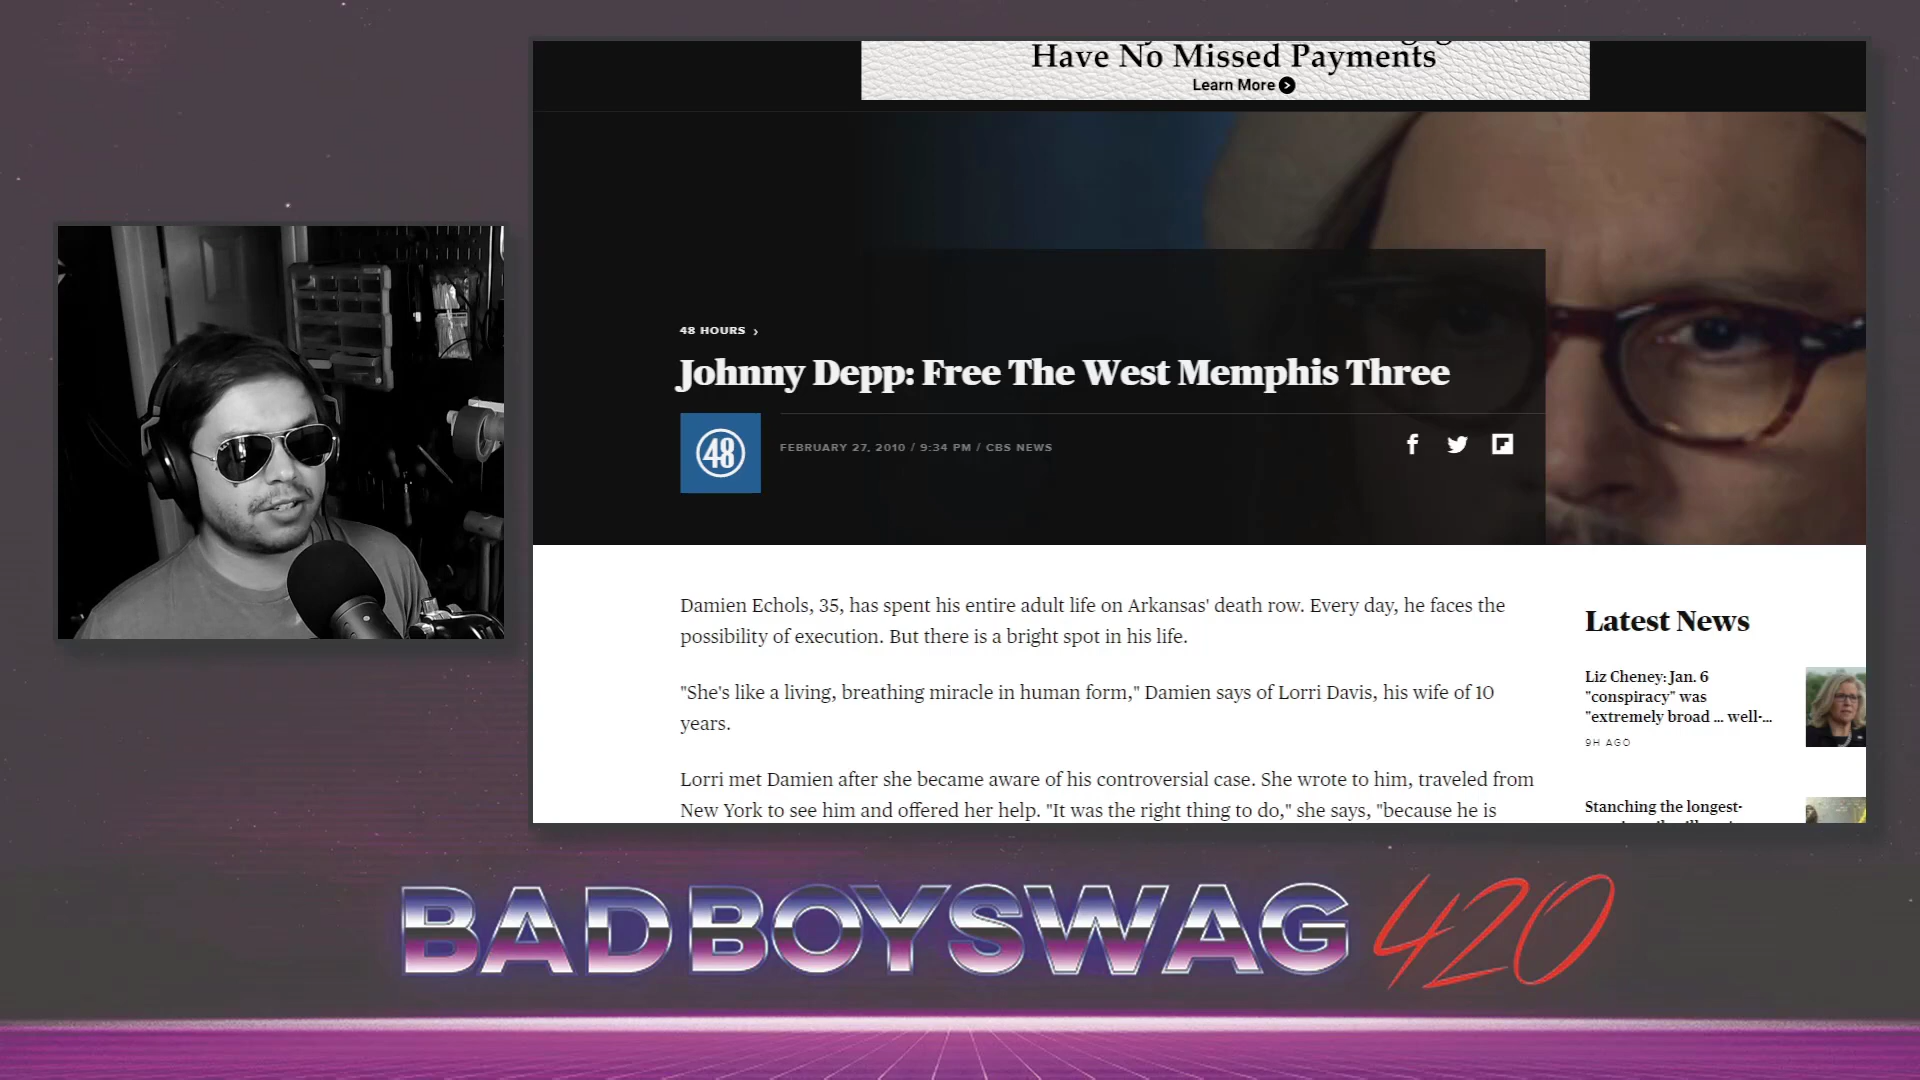 Have No Missed Payments
Learn More
48 HOURS
Johnny Depp: Free The West Memphis Three
48
FEBRUARY 27, 2010 / 9:34 PM / CBS NEWS
Damien Echols, 35, has spent his entire adult life on Arkansas' death row. Every day, he faces the
possibility of execution. But there is a bright spot in his life.
"She's like a living, breathing miracle in human form," Damien says of Lorri Davis, his wife of 10
years.
Lorri met Damien after she became aware of his controversial case. She wrote to him, traveled from
New York to see him and offered her help. "It was the right thing to do," she says, "because he is
Latest News
Liz Cheney: Jan. 6
"conspiracy" was
"extremely broad ... well-...
9H AGO
Stanching the longest-
BADBOYSWAG 420